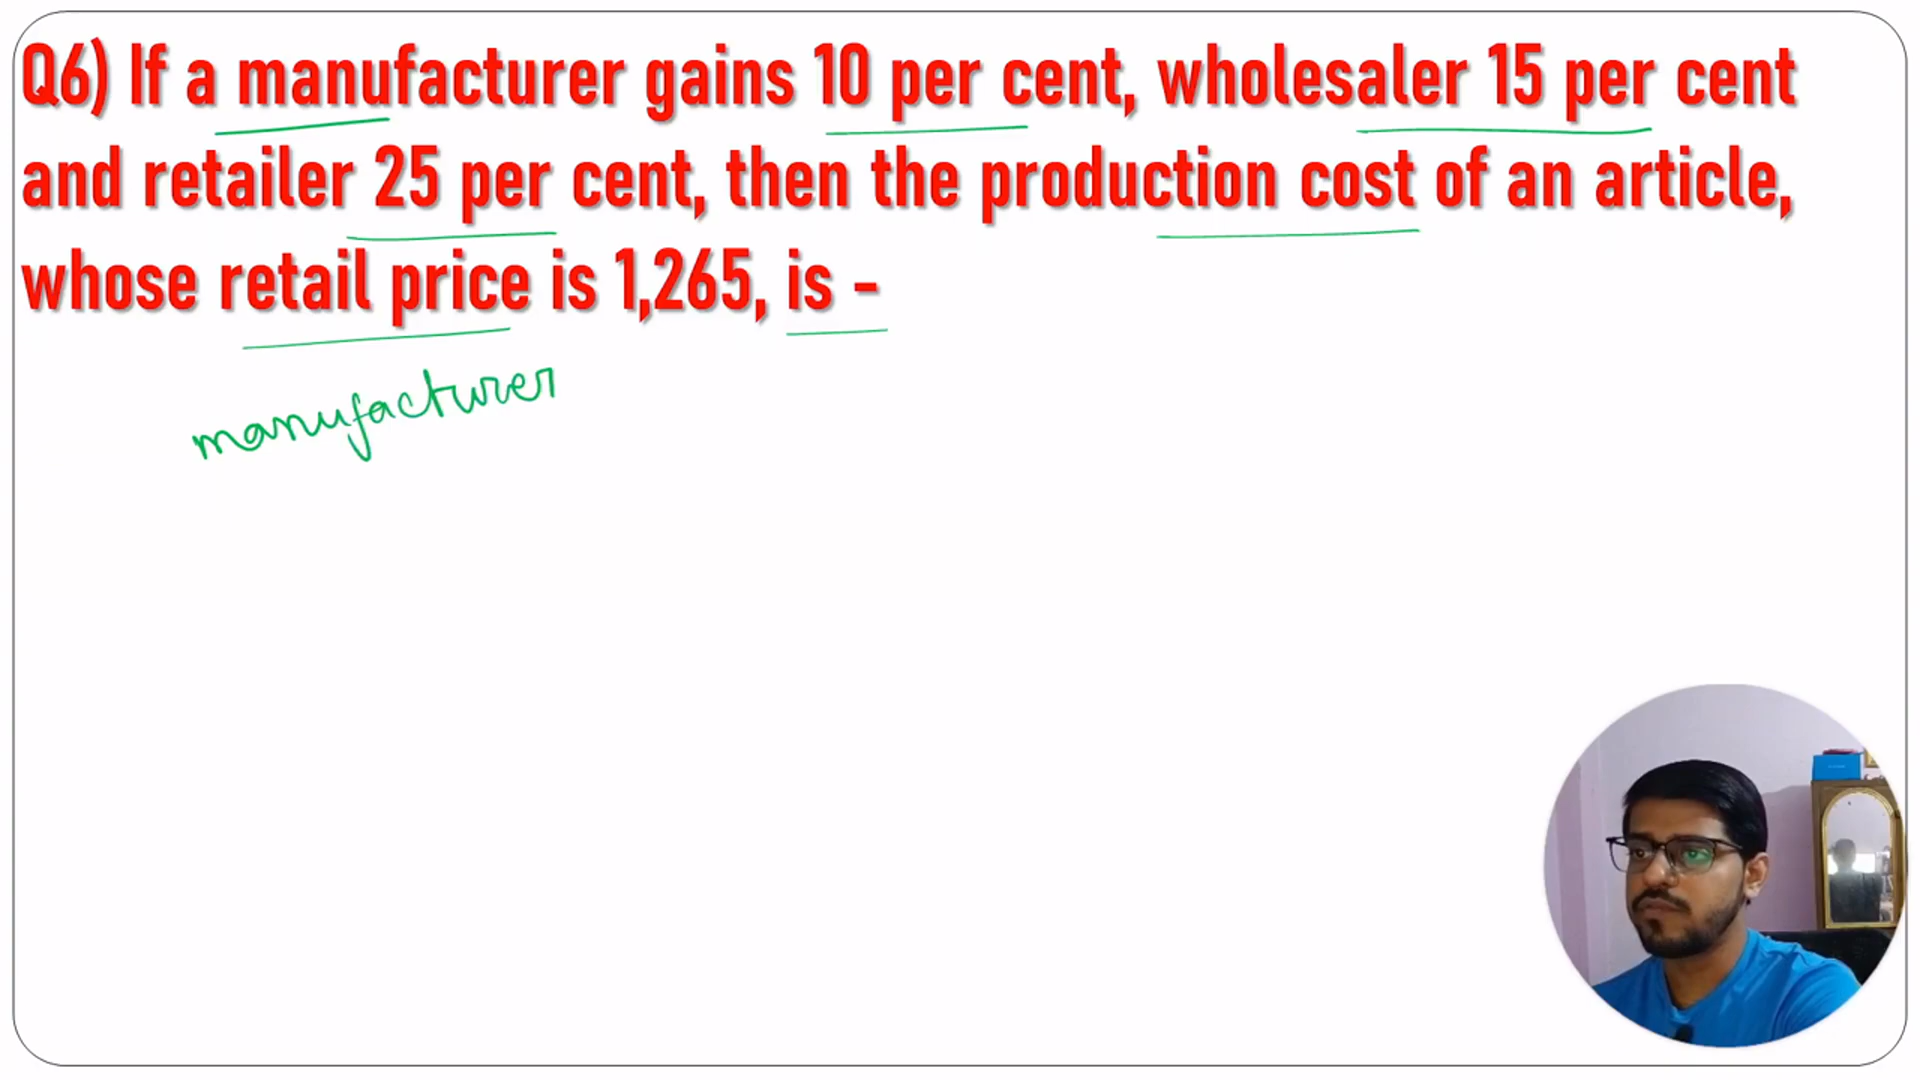 Q6) If a manufacturer gains 10 per cent, wholesaler 15 per cent
and retailer 25 per cent, then the production cost of an article,
whose retail price is 1,265, is -
manufacturer